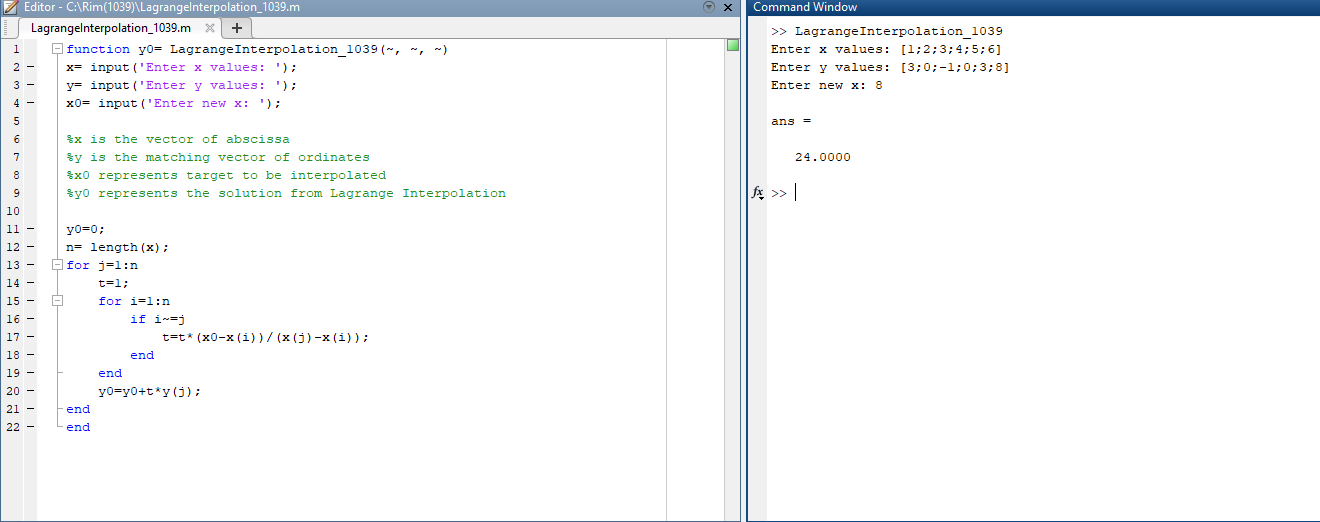 Editor - C:\Rim(1039)\LagrangeInterpolation_1039.m
LagrangeInterpolation_1039.m
1 function y0= LagrangeInterpolation_1039(~, ~, ~)
2 x= input('Enter x values: ');
3 y= input('Enter y values: ');
4 x0= input('Enter new x: ');
5
6 %x is the vector of abscissa
7 %y is the matching vector of ordinates
8 %x0 represents target to be interpolated
9 %y0 represents the solution from Lagrange Interpolation
10
11 y0=0;
12 n= length(x);
13 for j=1:n
14 t=1;
15 for i=1:n
16 if i~=j
17 t=t*(x0-x(i))/(x(j)-x(i));
18 end
19 end
20 y0=y0+t*y(j);
21 end
22 end
Command Window
>> LagrangeInterpolation_1039
Enter x values: [1;2;3;4;5;6]
Enter y values: [3;0;-1;0;3;8]
Enter new x: 8
ans =
24.0000
fx >>